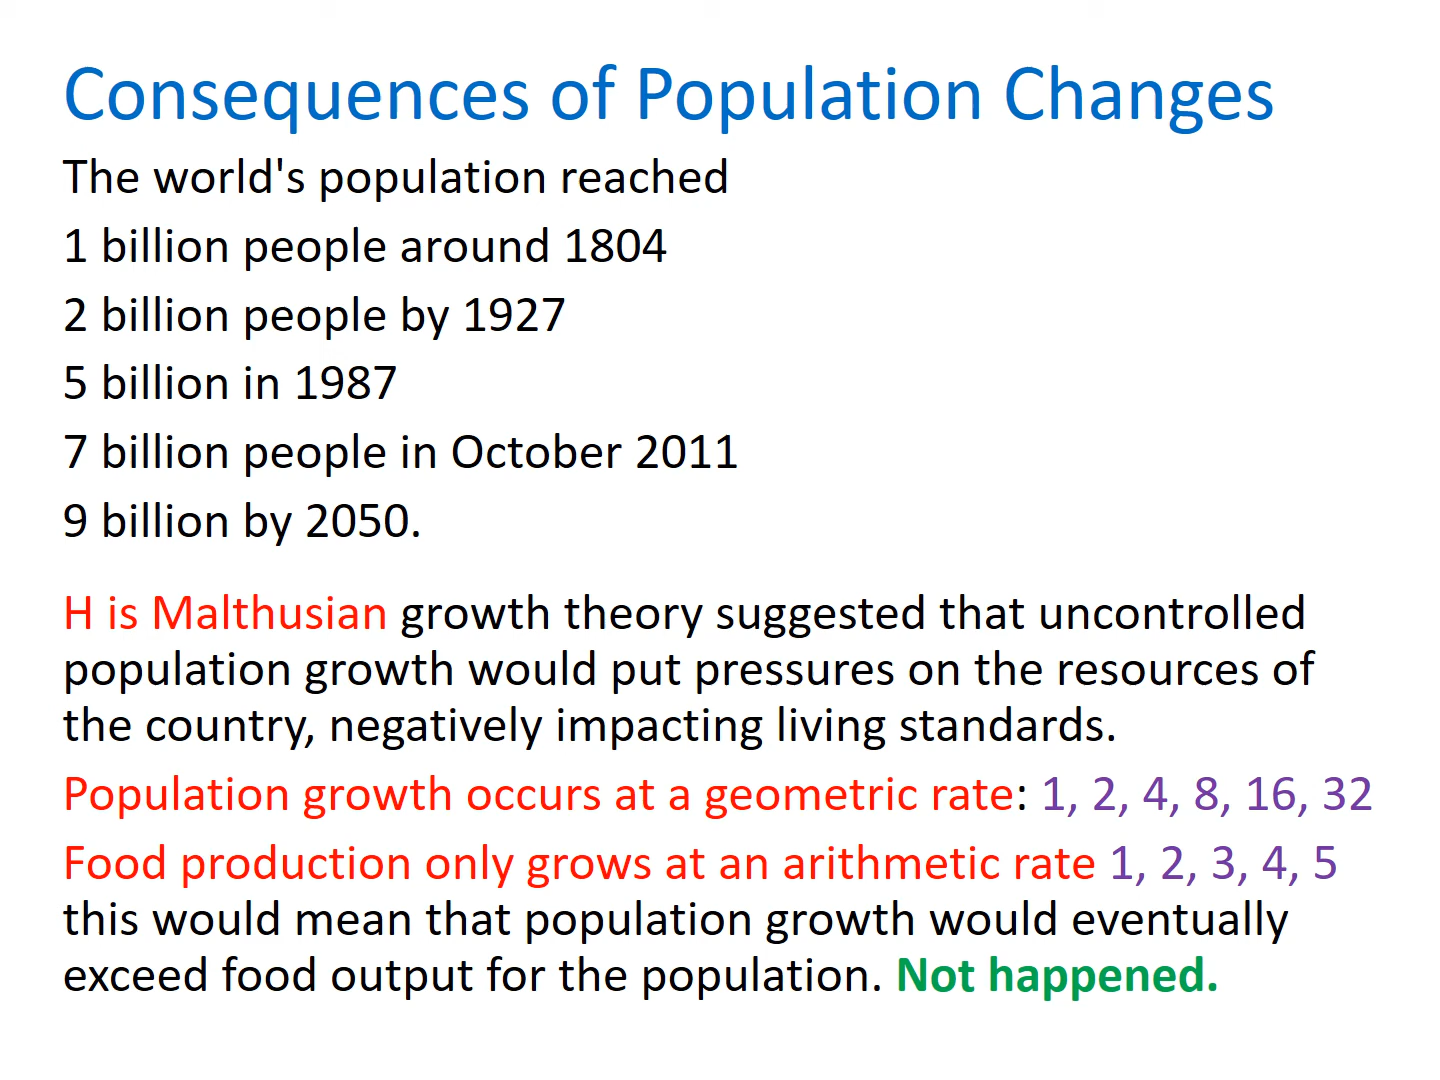 Consequences of Population Changes
The world's population reached
1 billion people around 1804
2 billion people by 1927
5 billion in 1987
7 billion people in October 2011
9 billion by 2050.
H is Malthusian growth theory suggested that uncontrolled
population growth would put pressures on the resources of
the country, negatively impacting living standards.
Population growth occurs at a geometric rate: 1, 2, 4, 8, 16, 32
Food production only grows at an arithmetic rate 1, 2, 3, 4, 5
this would mean that population growth would eventually
exceed food output for the population. Not happened.